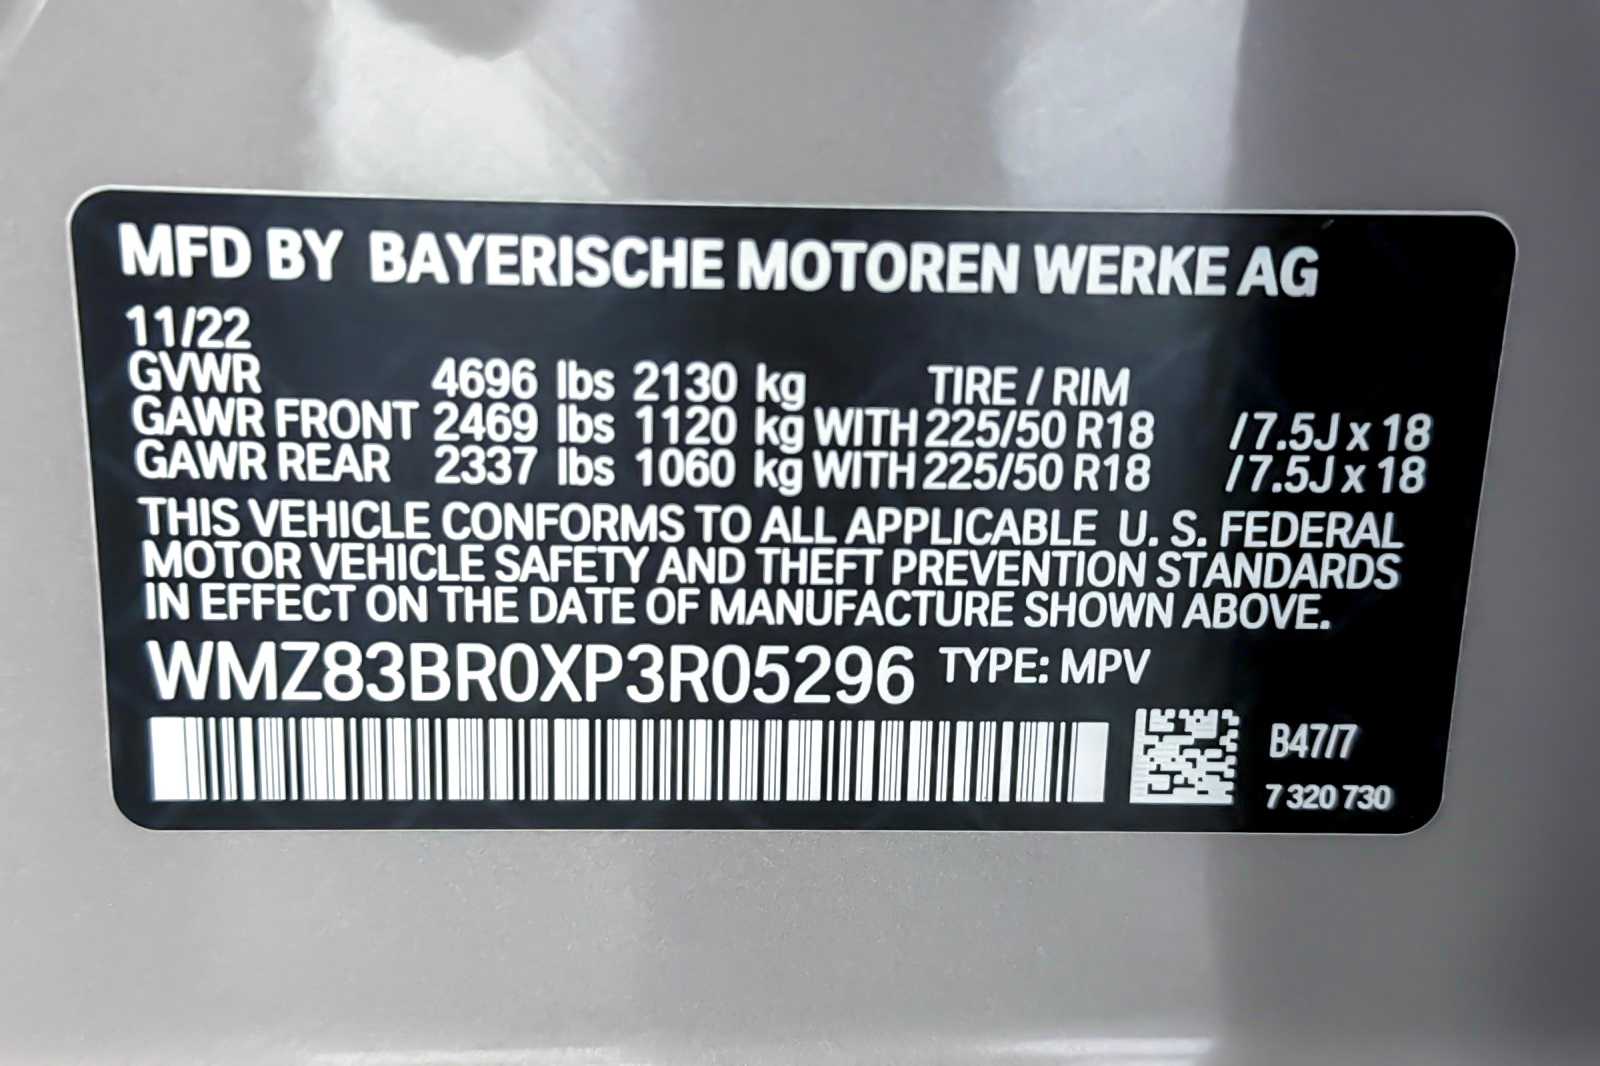 MFD BY BAYERISCHE MOTOREN WERKE AG
11/22
GVWR 4696 lbs 2130 kg TIRE / RIM
GAWR FRONT 2469 lbs 1120 kg WITH 225/50 R18 / 7.5J x 18
GAWR REAR 2337 lbs 1060 kg WITH 225/50 R18 / 7.5J x 18
THIS VEHICLE CONFORMS TO ALL APPLICABLE U. S. FEDERAL
MOTOR VEHICLE SAFETY AND THEFT PREVENTION STANDARDS
IN EFFECT ON THE DATE OF MANUFACTURE SHOWN ABOVE.
WMZ83BR0XP3R05296 TYPE: MPV
B47/7
7 320 730